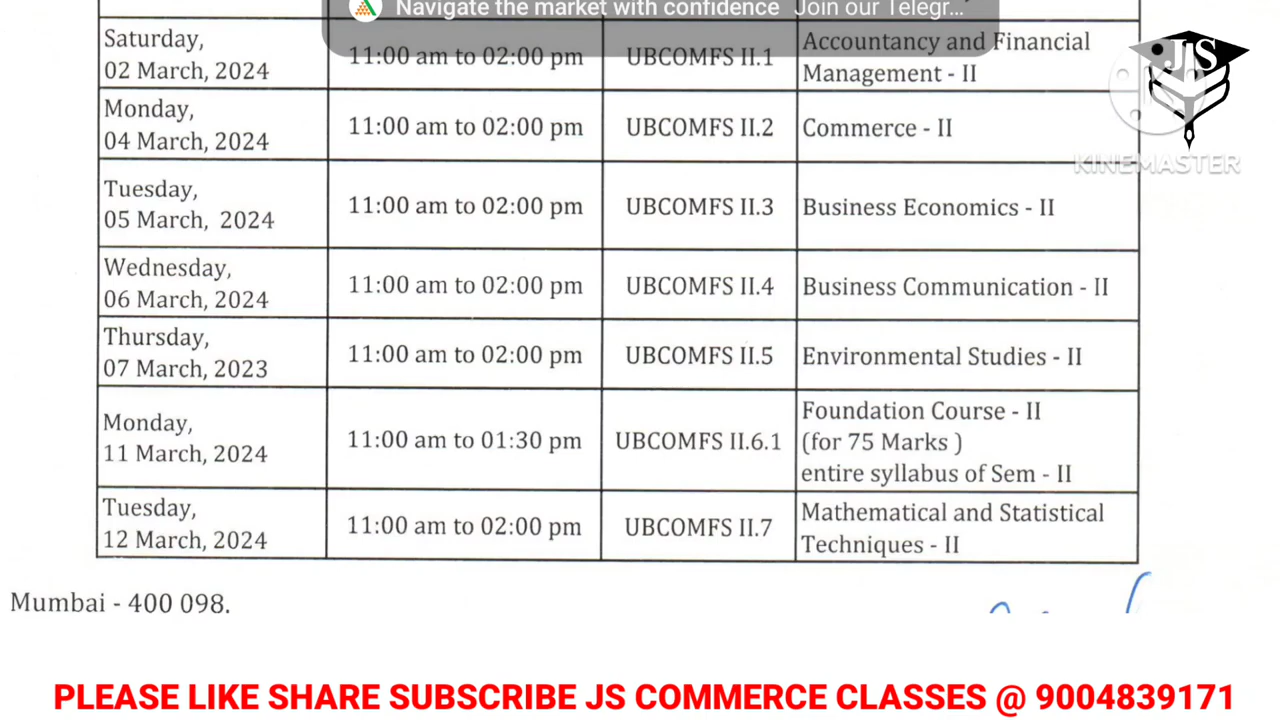 Navigate the market with confidence Join our Telegr...
Saturday,
02 March, 2024
11:00 am to 02:00 pm
UBCOMFS II.1
Accountancy and Financial
Management - II
JS
KINEMASTER
Monday,
04 March, 2024
11:00 am to 02:00 pm
UBCOMFS II.2
Commerce - II
Tuesday,
05 March, 2024
11:00 am to 02:00 pm
UBCOMFS II.3
Business Economics - II
Wednesday,
06 March, 2024
11:00 am to 02:00 pm
UBCOMFS II.4
Business Communication - II
Thursday,
07 March, 2023
11:00 am to 02:00 pm
UBCOMFS II.5
Environmental Studies - II
Monday,
11 March, 2024
11:00 am to 01:30 pm
UBCOMFS II.6.1
Foundation Course - II
(for 75 Marks )
entire syllabus of Sem - II
Tuesday,
12 March, 2024
11:00 am to 02:00 pm
UBCOMFS II.7
Mathematical and Statistical
Techniques - II
Mumbai - 400 098.
PLEASE LIKE SHARE SUBSCRIBE JS COMMERCE CLASSES @ 9004839171